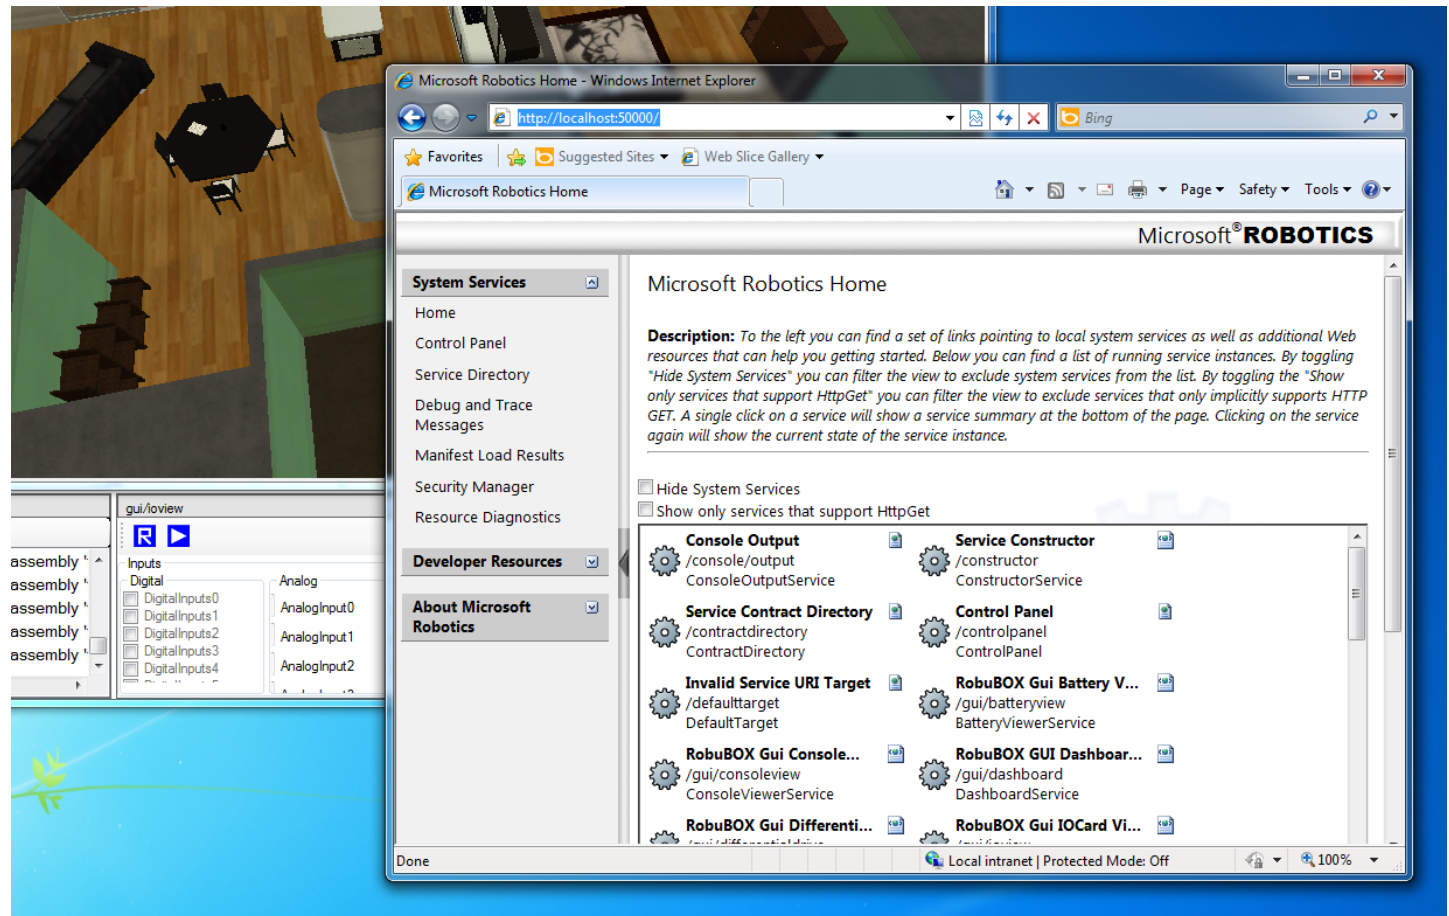 Microsoft Robotics Home - Windows Internet Explorer
http://localhost:50000/
Bing
Favorites
Suggested Sites
Web Slice Gallery
Microsoft Robotics Home
Page
Safety
Tools
Microsoft®ROBOTICS
System Services
Home
Control Panel
Service Directory
Debug and Trace
Messages
Manifest Load Results
Security Manager
Resource Diagnostics
Developer Resources
About Microsoft
Robotics
Microsoft Robotics Home
Description: To the left you can find a set of links pointing to local system services as well as additional Web
resources that can help you getting started. Below you can find a list of running service instances. By toggling
"Hide System Services" you can filter the view to exclude system services from the list. By toggling the "Show
only services that support HttpGet" you can filter the view to exclude services that only implicitly supports HTTP
GET. A single click on a service will show a service summary at the bottom of the page. Clicking on the service
again will show the current state of the service instance.
Hide System Services
Show only services that support HttpGet
Console Output
/console/output
ConsoleOutputService
Service Constructor
/constructor
ConstructorService
Service Contract Directory
/contractdirectory
ContractDirectory
Control Panel
/controlpanel
ControlPanel
Invalid Service URI Target
/defaulttarget
DefaultTarget
RobuBOX Gui Battery V...
/gui/batteryview
BatteryViewerService
RobuBOX Gui Console...
/gui/consoleview
ConsoleViewerService
RobuBOX GUI Dashboar...
/gui/dashboard
DashboardService
RobuBOX Gui Differenti...
RobuBOX Gui IOCard Vi...
Done
Local intranet | Protected Mode: Off
100%
gui/ioview
R
Inputs
Digital
DigitalInputs0
DigitalInputs1
DigitalInputs2
DigitalInputs3
DigitalInputs4
Analog
AnalogInput0
AnalogInput1
AnalogInput2
assembly '
assembly '
assembly '
assembly '
assembly '